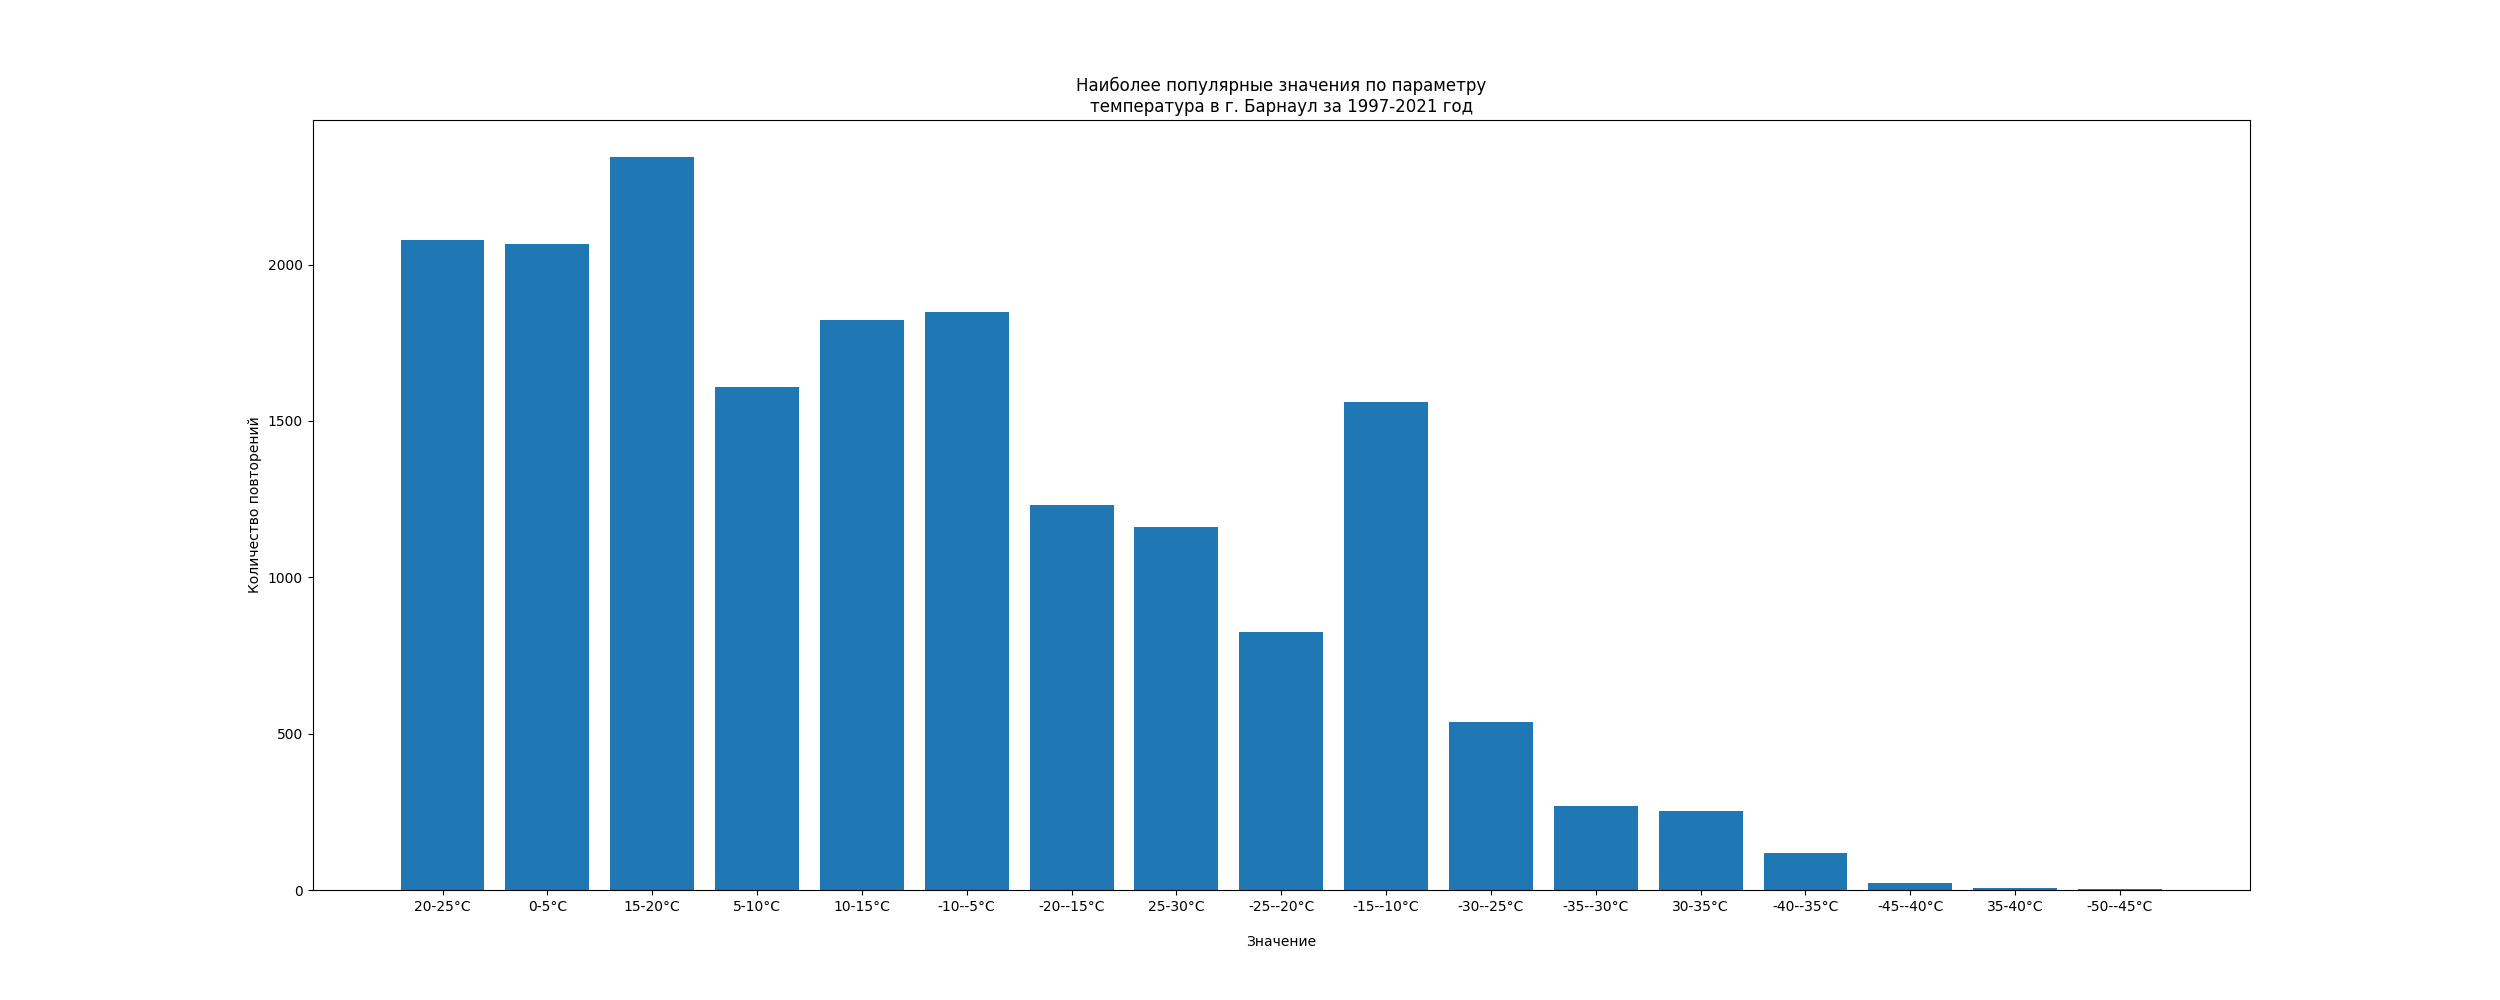 Наиболее популярные значения по параметру
температура в г. Барнаул за 1997-2021 год
Количество повторений
2000
1500
1000
500
0
20-25°C 0-5°C 15-20°C 5-10°C 10-15°C -10--5°C -20--15°C 25-30°C -25--20°C -15--10°C -30--25°C -35--30°C 30-35°C -40--35°C -45--40°C 35-40°C -50--45°C
Значение